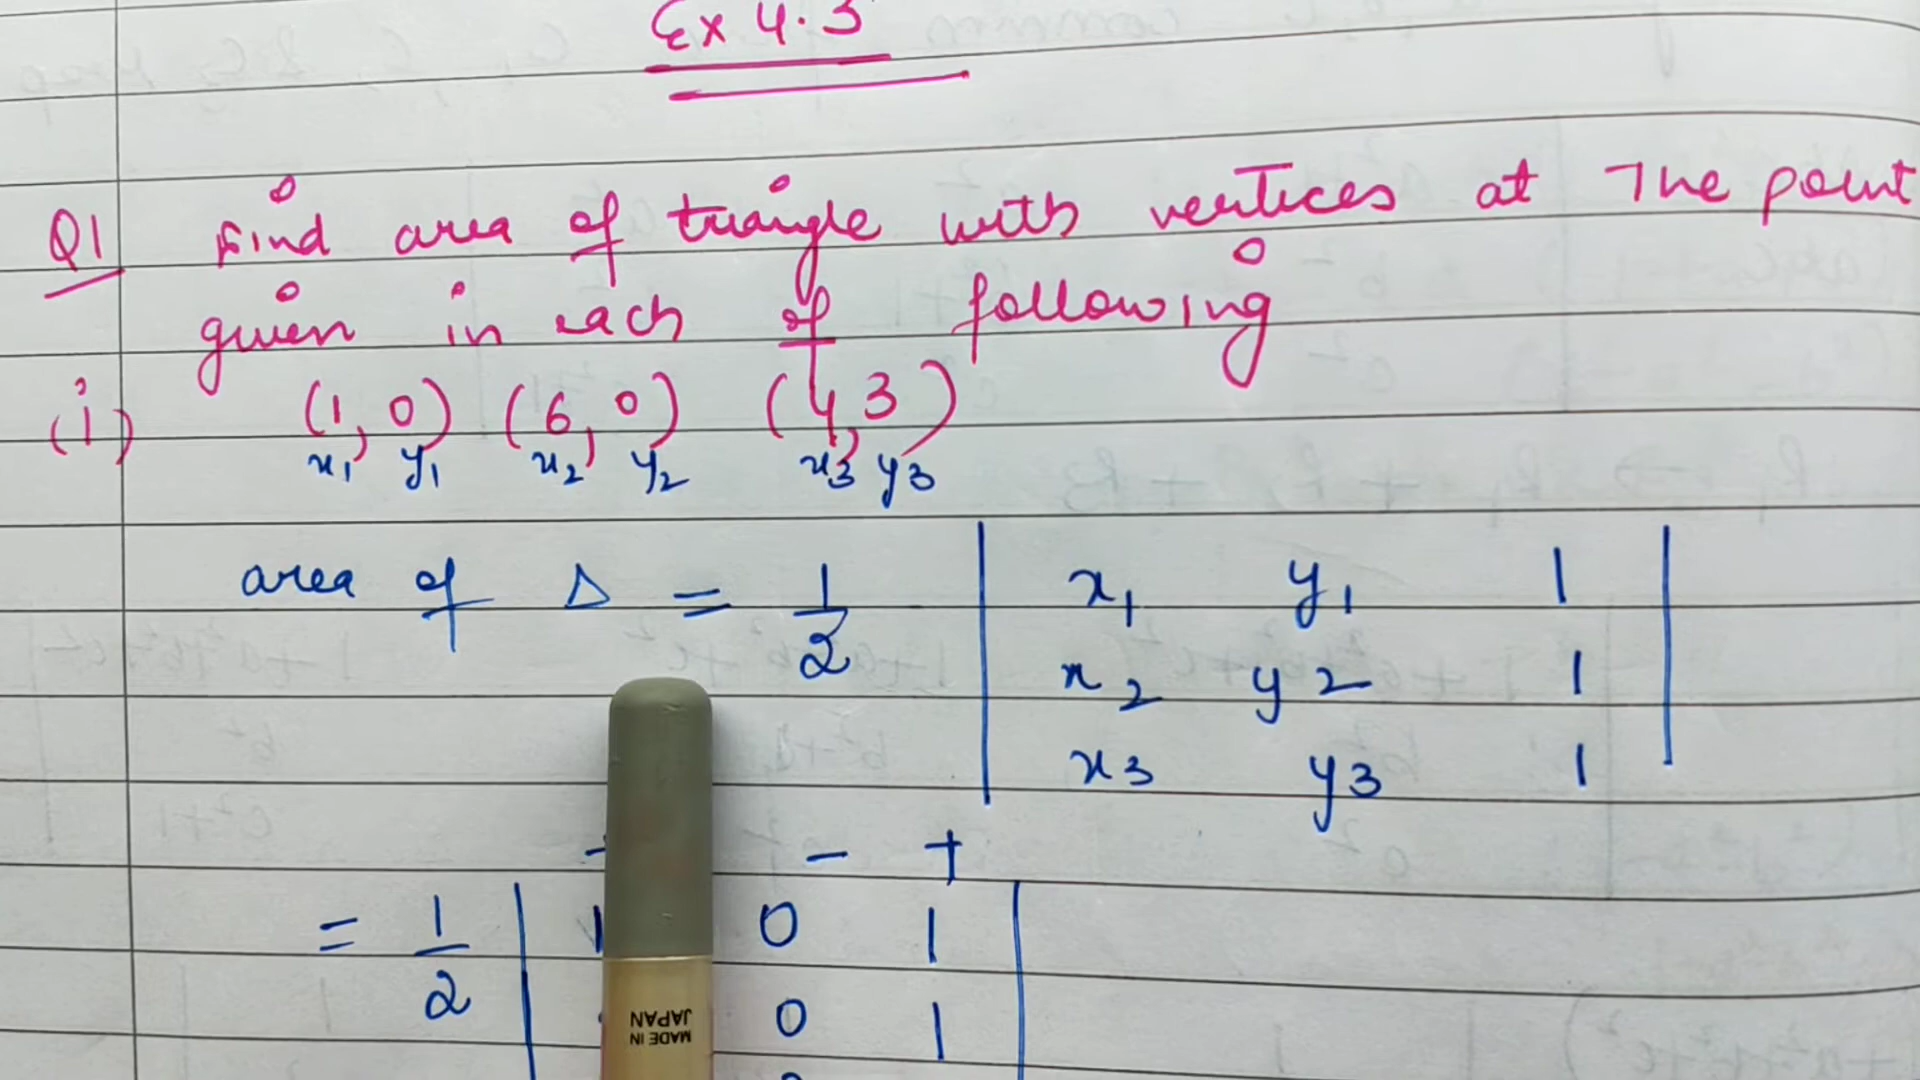 Ex 4.3
Q1 Find area of triangle with vertices at The point
given in each of following
(i) (1, 0) (6, 0) (4, 3)
x1 y1 x2 y2 x3 y3
area of Δ = 1/2 | x1 y1 1 |
x2 y2 1
x3 y3 1
- +
= 1/2 | 1 0 1 |
0 1
MADE IN
JAPAN